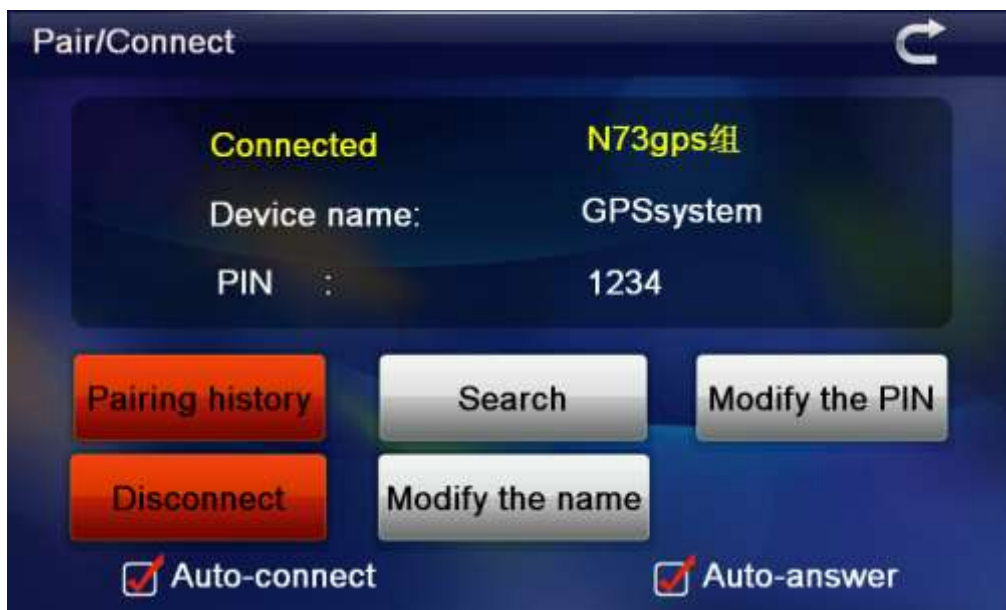 Pair/Connect
Connected N73gps组
Device name: GPSsystem
PIN : 1234
Pairing history Search Modify the PIN
Disconnect Modify the name
Auto-connect Auto-answer